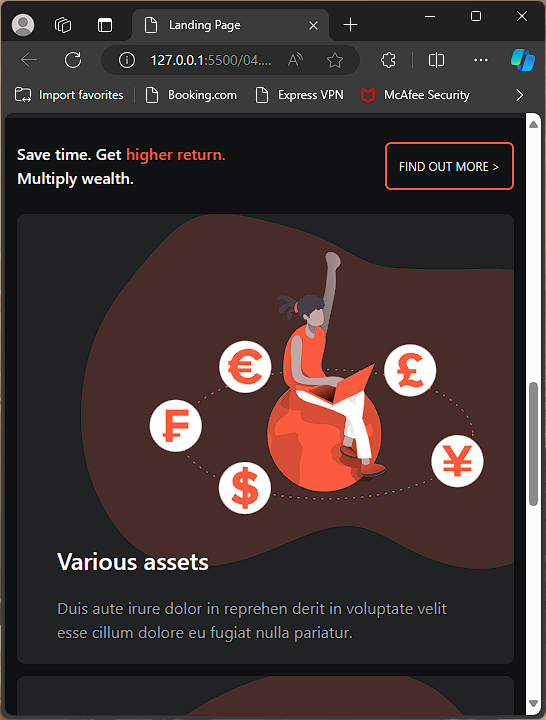 Landing Page
127.0.0.1:5500/04....
Import favorites
Booking.com
Express VPN
McAfee Security
Save time. Get higher return.
Multiply wealth.
FIND OUT MORE >
€
£
₣
¥
$
Various assets
Duis aute irure dolor in reprehen derit in voluptate velit
esse cillum dolore eu fugiat nulla pariatur.